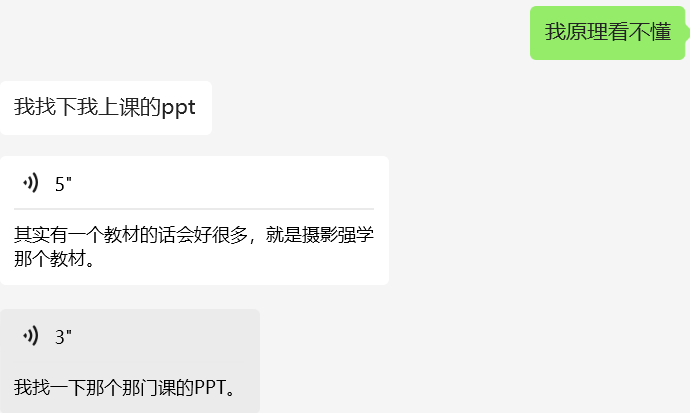 我原理看不懂
我找下我上课的ppt
5"
其实有一个教材的话会好很多，就是摄影强学
那个教材。
3"
我找一下那个那门课的PPT。